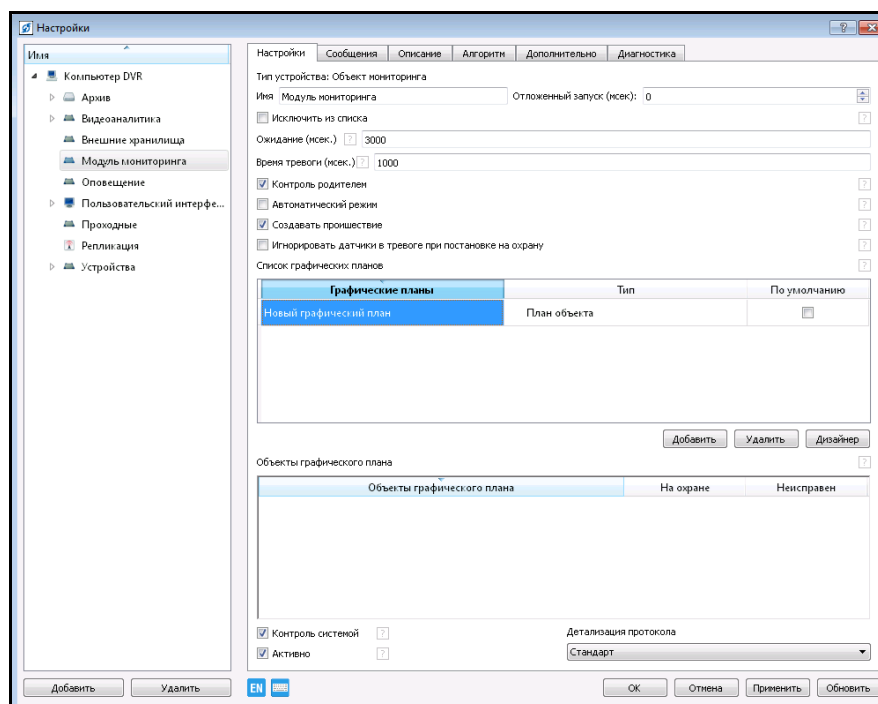 Настройки
?
Имя
Компьютер DVR
Архив
Видеоаналитика
Внешние хранилища
Модуль мониторинга
Оповещение
Пользовательский интерфе...
Проходные
Репликация
Устройства
Добавить
Удалить
Настройки Сообщения Описание Алгоритм Дополнительно Диагностика
Тип устройства: Объект мониторинга
Имя Модуль мониторинга Отложенный запуск (мсек): 0
Исключить из списка ?
Ожидание (мсек.) ? 3000
Время тревоги (мсек.) ? 1000
Контроль родителем ?
Автоматический режим ?
Создавать проишествие ?
Игнорировать датчики в тревоге при постановке на охрану ?
Список графических планов ?
Графические планы Тип По умолчанию
Новый графический план План объекта
Добавить Удалить Дизайнер
Объекты графического плана ?
Объекты графического плана На охране Неисправен
Контроль системой ? Детализация протокола
Активно ? Стандарт
EN OK Отмена Применить Обновить